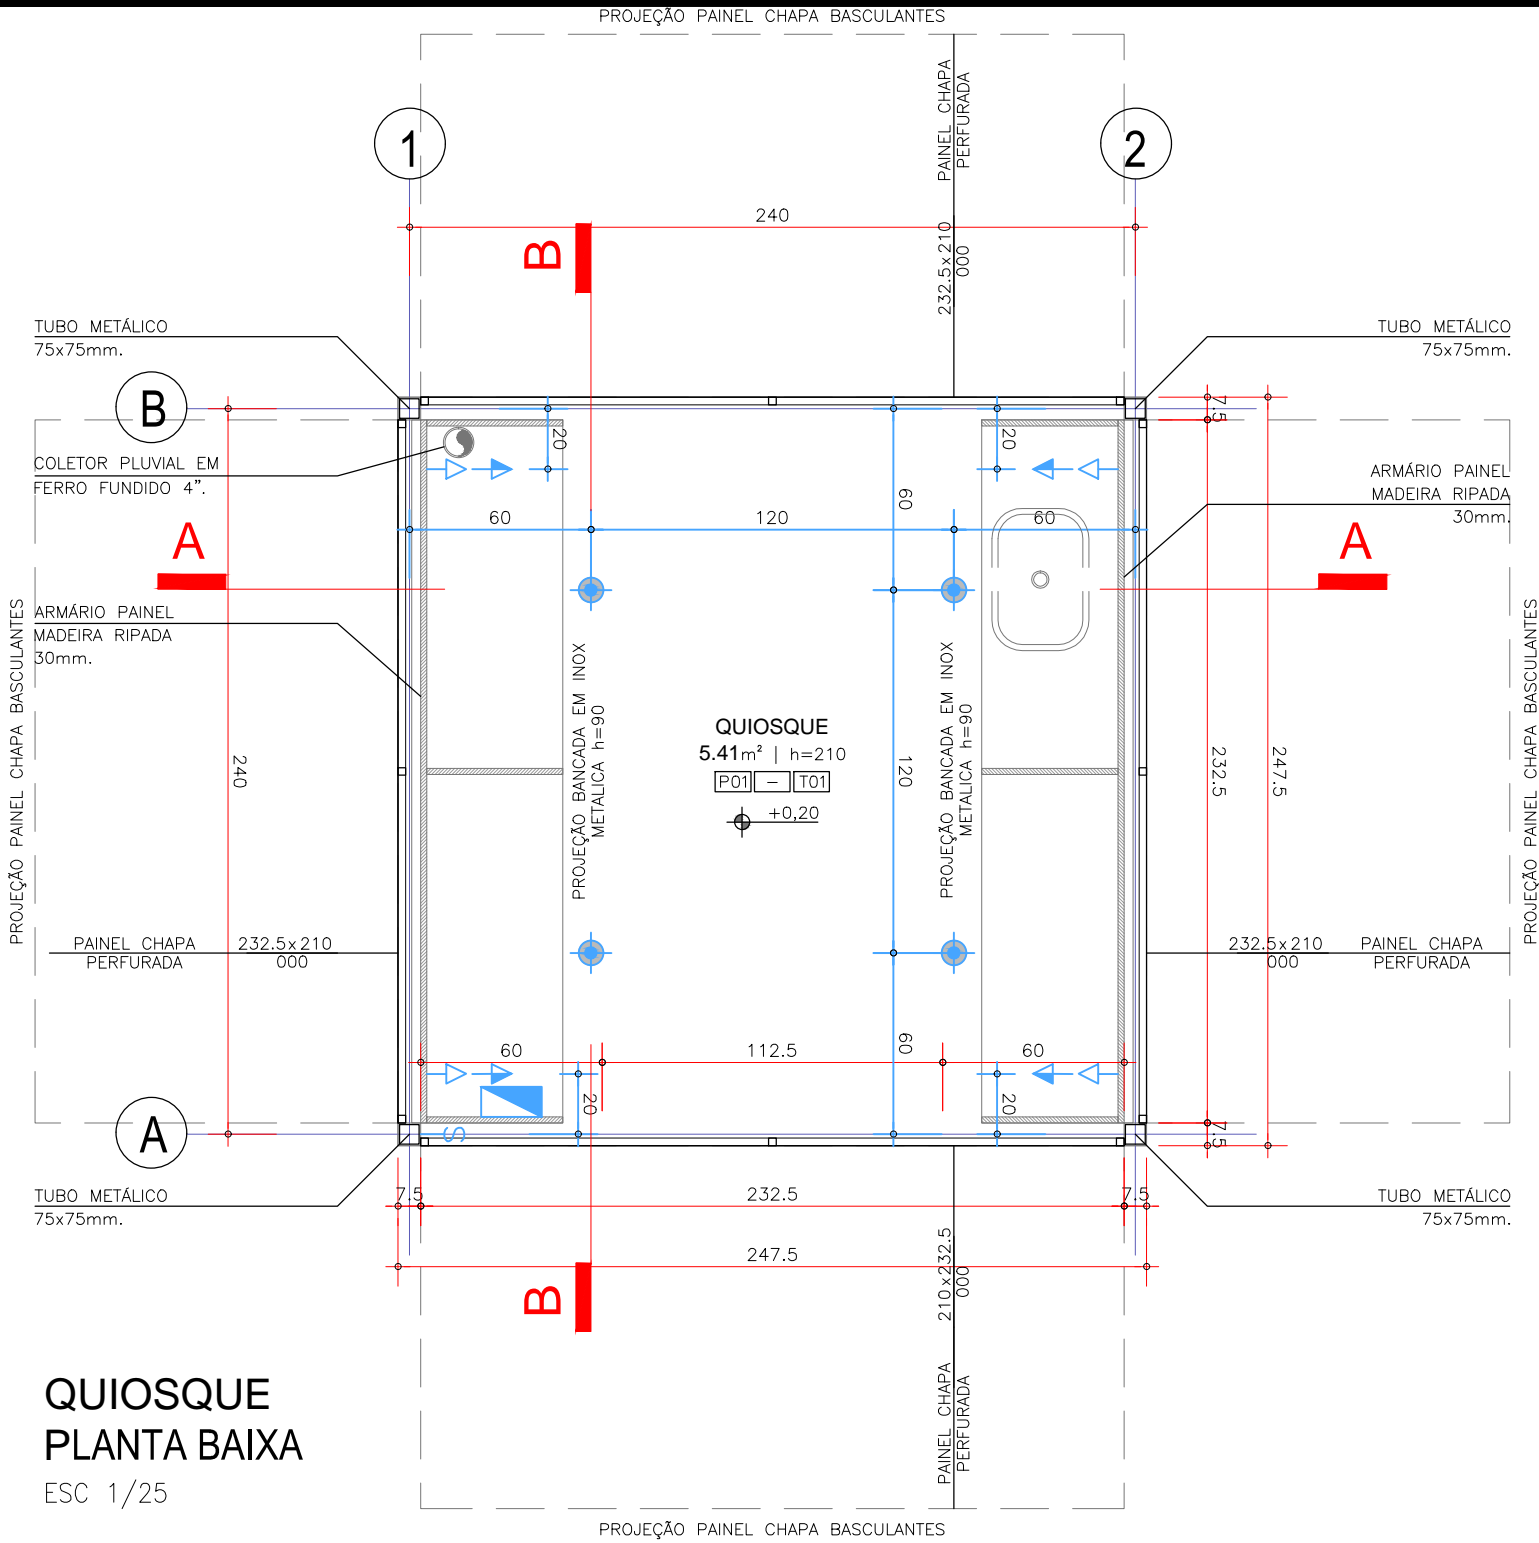 PROJEÇÃO PAINEL CHAPA BASCULANTES
PAINEL CHAPA
PERFURADA
232.5x210
000
1
2
240
B
TUBO METÁLICO
75x75mm.
TUBO METÁLICO
75x75mm.
B
7.5
20
20
COLETOR PLUVIAL EM
FERRO FUNDIDO 4”.
ARMÁRIO PAINEL
MADEIRA RIPADA
30mm.
60
60
120
60
A
A
ARMÁRIO PAINEL
MADEIRA RIPADA
30mm.
PROJEÇÃO PAINEL CHAPA BASCULANTES
PROJEÇÃO PAINEL CHAPA BASCULANTES
PROJEÇÃO BANCADA EM INOX
METALICA h=90
PROJEÇÃO BANCADA EM INOX
METALICA h=90
QUIOSQUE
5.41m² | h=210
P01 – T01
+0,20
240
120
232.5
247.5
PAINEL CHAPA
PERFURADA
232.5x210
000
232.5x210
000
PAINEL CHAPA
PERFURADA
60
60
112.5
60
20
20
S
A
7.5
TUBO METÁLICO
75x75mm.
7.5
232.5
7.5
TUBO METÁLICO
75x75mm.
247.5
210x232.5
000
B
PAINEL CHAPA
PERFURADA
QUIOSQUE
PLANTA BAIXA
ESC 1/25
PROJEÇÃO PAINEL CHAPA BASCULANTES